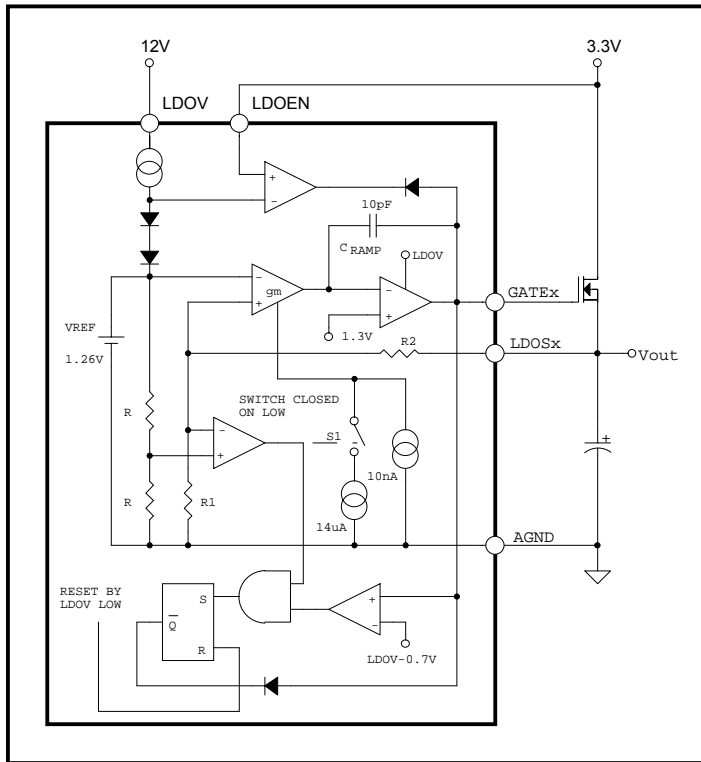 12V
3.3V
LDOV
LDOEN
+
-
10pF
CRAMP
LDOV
-
gm
+
-
+
GATEx
VREF
1.26V
1.3V
R2
LDOSx
Vout
SWITCH CLOSED
ON LOW
R
-
+
S1
+
10nA
R
R1
14uA
AGND
RESET BY
LDOV LOW
S
Q
R
+
-
LDOV-0.7V